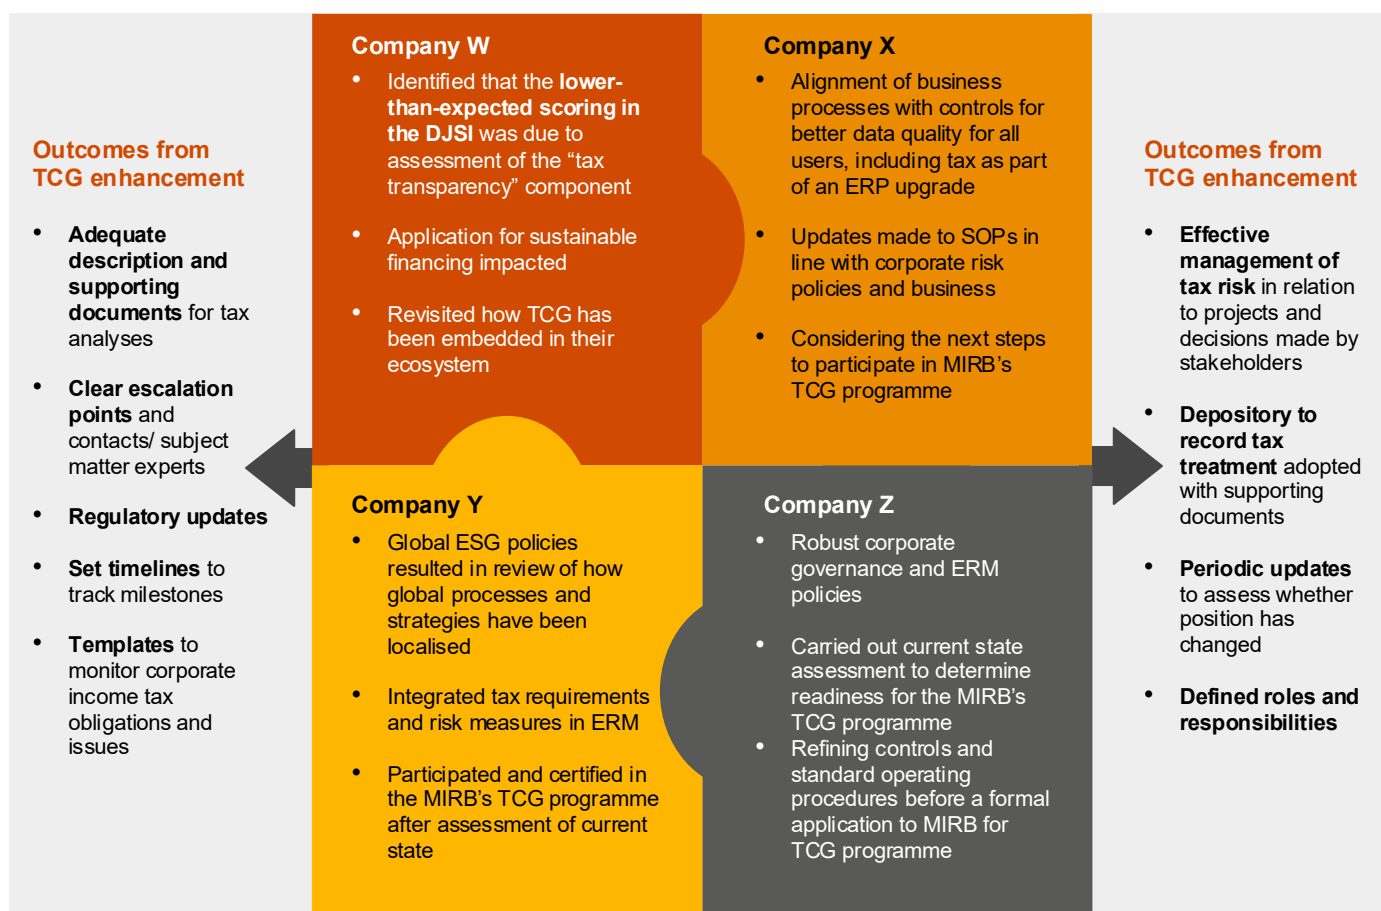 Outcomes from
TCG enhancement
• Adequate
description and
supporting
documents for tax
analyses
• Clear escalation
points and
contacts/ subject
matter experts
• Regulatory updates
• Set timelines to
track milestones
• Templates to
monitor corporate
income tax
obligations and
issues
Company W
• Identified that the lower-
than-expected scoring in
the DJSI was due to
assessment of the “tax
transparency” component
• Application for sustainable
financing impacted
• Revisited how TCG has
been embedded in their
ecosystem
Company X
• Alignment of business
processes with controls for
better data quality for all
users, including tax as part
of an ERP upgrade
• Updates made to SOPs in
line with corporate risk
policies and business
• Considering the next steps
to participate in MIRB’s
TCG programme
Company Y
• Global ESG policies
resulted in review of how
global processes and
strategies have been
localised
• Integrated tax requirements
and risk measures in ERM
• Participated and certified in
the MIRB’s TCG programme
after assessment of current
state
Company Z
• Robust corporate
governance and ERM
policies
• Carried out current state
assessment to determine
readiness for the MIRB’s
TCG programme
• Refining controls and
standard operating
procedures before a formal
application to MIRB for
TCG programme
Outcomes from
TCG enhancement
• Effective
management of
tax risk in relation
to projects and
decisions made by
stakeholders
• Depository to
record tax
treatment adopted
with supporting
documents
• Periodic updates
to assess whether
position has
changed
• Defined roles and
responsibilities